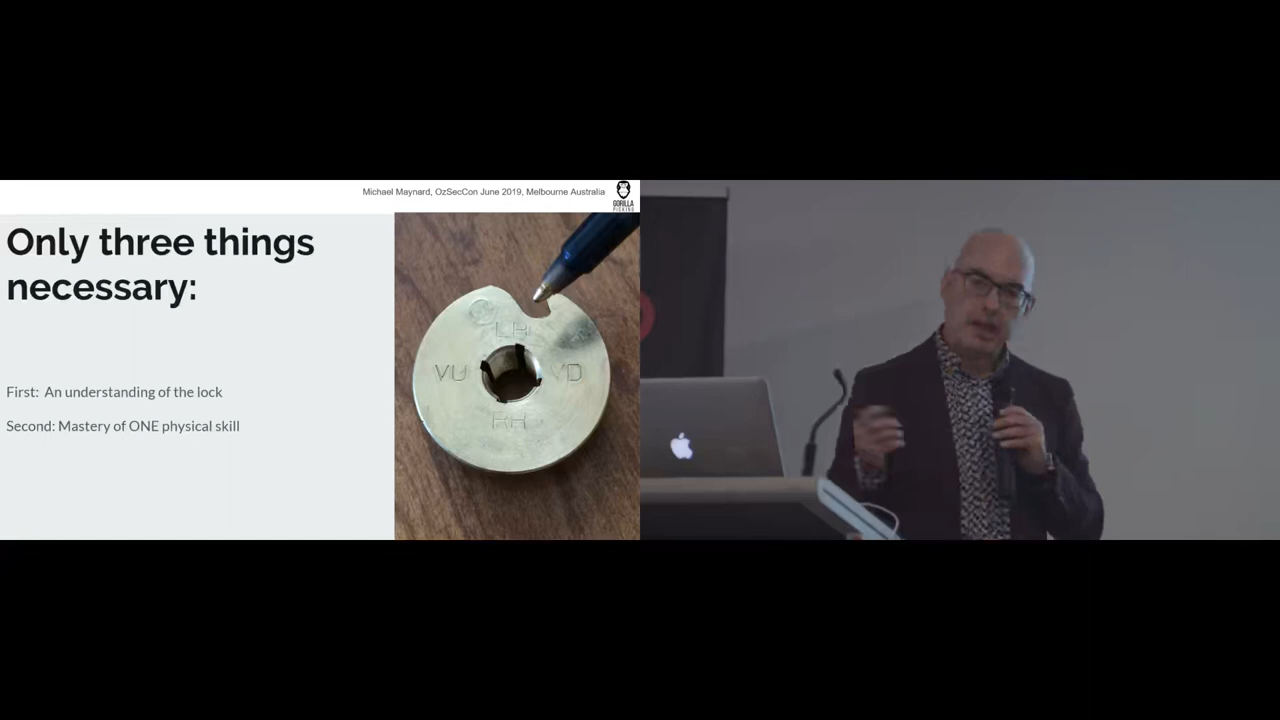 Michael Maynard, OzSecCon June 2019, Melbourne Australia
GORILLA
PICKING
Only three things
necessary:
First: An understanding of the lock
Second: Mastery of ONE physical skill
LH
VU
VD
RH